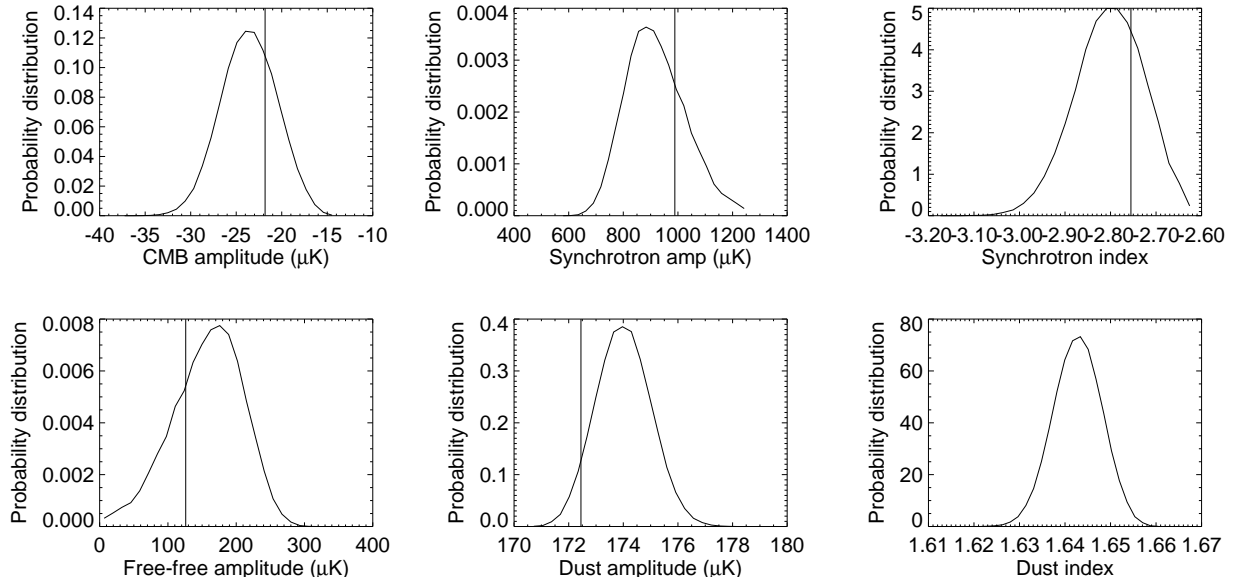 Probability distribution
0.14
0.12
0.10
0.08
0.06
0.04
0.02
0.00
-40 -35 -30 -25 -20 -15 -10
CMB amplitude (μK)
Probability distribution
0.004
0.003
0.002
0.001
0.000
400 600 800 1000 1200 1400
Synchrotron amp (μK)
Probability distribution
5
4
3
2
1
0
-3.20 -3.10 -3.00 -2.90 -2.80 -2.70 -2.60
Synchrotron index
Probability distribution
0.008
0.006
0.004
0.002
0.000
0 100 200 300 400
Free-free amplitude (μK)
Probability distribution
0.4
0.3
0.2
0.1
0.0
170 172 174 176 178 180
Dust amplitude (μK)
Probability distribution
80
60
40
20
0
1.61 1.62 1.63 1.64 1.65 1.66 1.67
Dust index